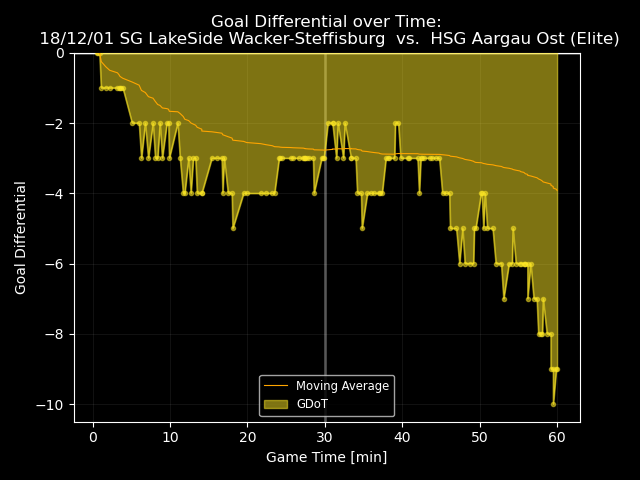 Goal Differential over Time:
18/12/01 SG LakeSide Wacker-Steffisburg  vs.  HSG Aargau Ost (Elite)
0
−2
−4
−6
−8
−10
Goal Differential
Moving Average
GDoT
0 10 20 30 40 50 60
Game Time [min]